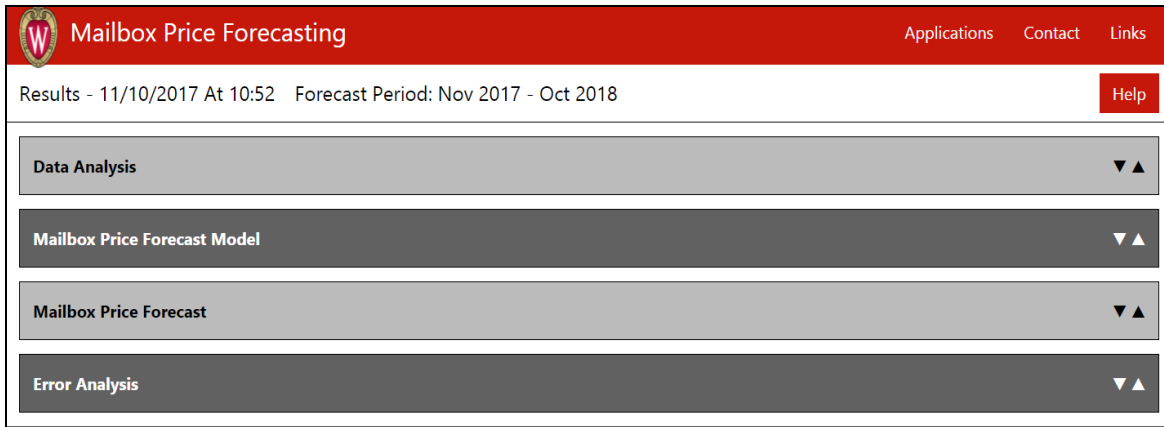 W Mailbox Price Forecasting Applications Contact Links
Results - 11/10/2017 At 10:52 Forecast Period: Nov 2017 - Oct 2018 Help
Data Analysis ▼▲
Mailbox Price Forecast Model ▼▲
Mailbox Price Forecast ▼▲
Error Analysis ▼▲